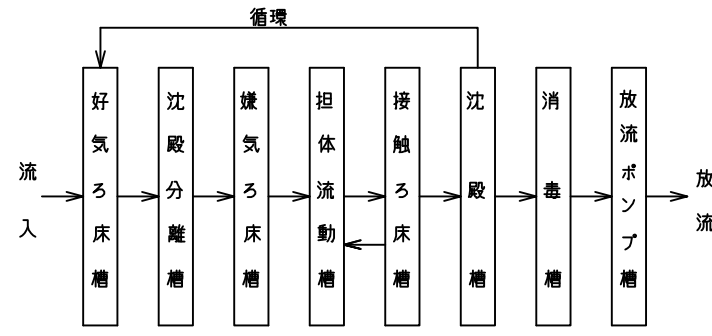 循環
流入
好気ろ床槽
沈殿分離槽
嫌気ろ床槽
担体流動槽
接触ろ床槽
沈殿槽
消毒槽
放流ポンプ槽
放流